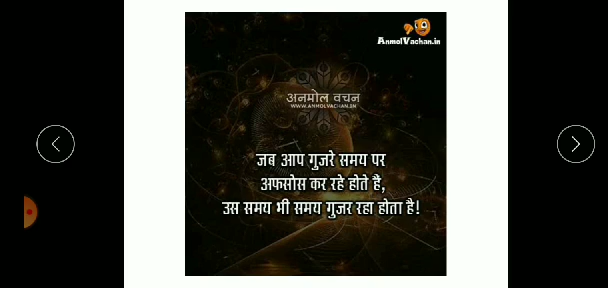 AnmolVachan.in
अनमोल वचन
WWW.ANMOLVACHAN.IN
जब आप गुजरे समय पर
अफसोस कर रहे होते हैं,
उस समय भी समय गुजर रहा होता है!